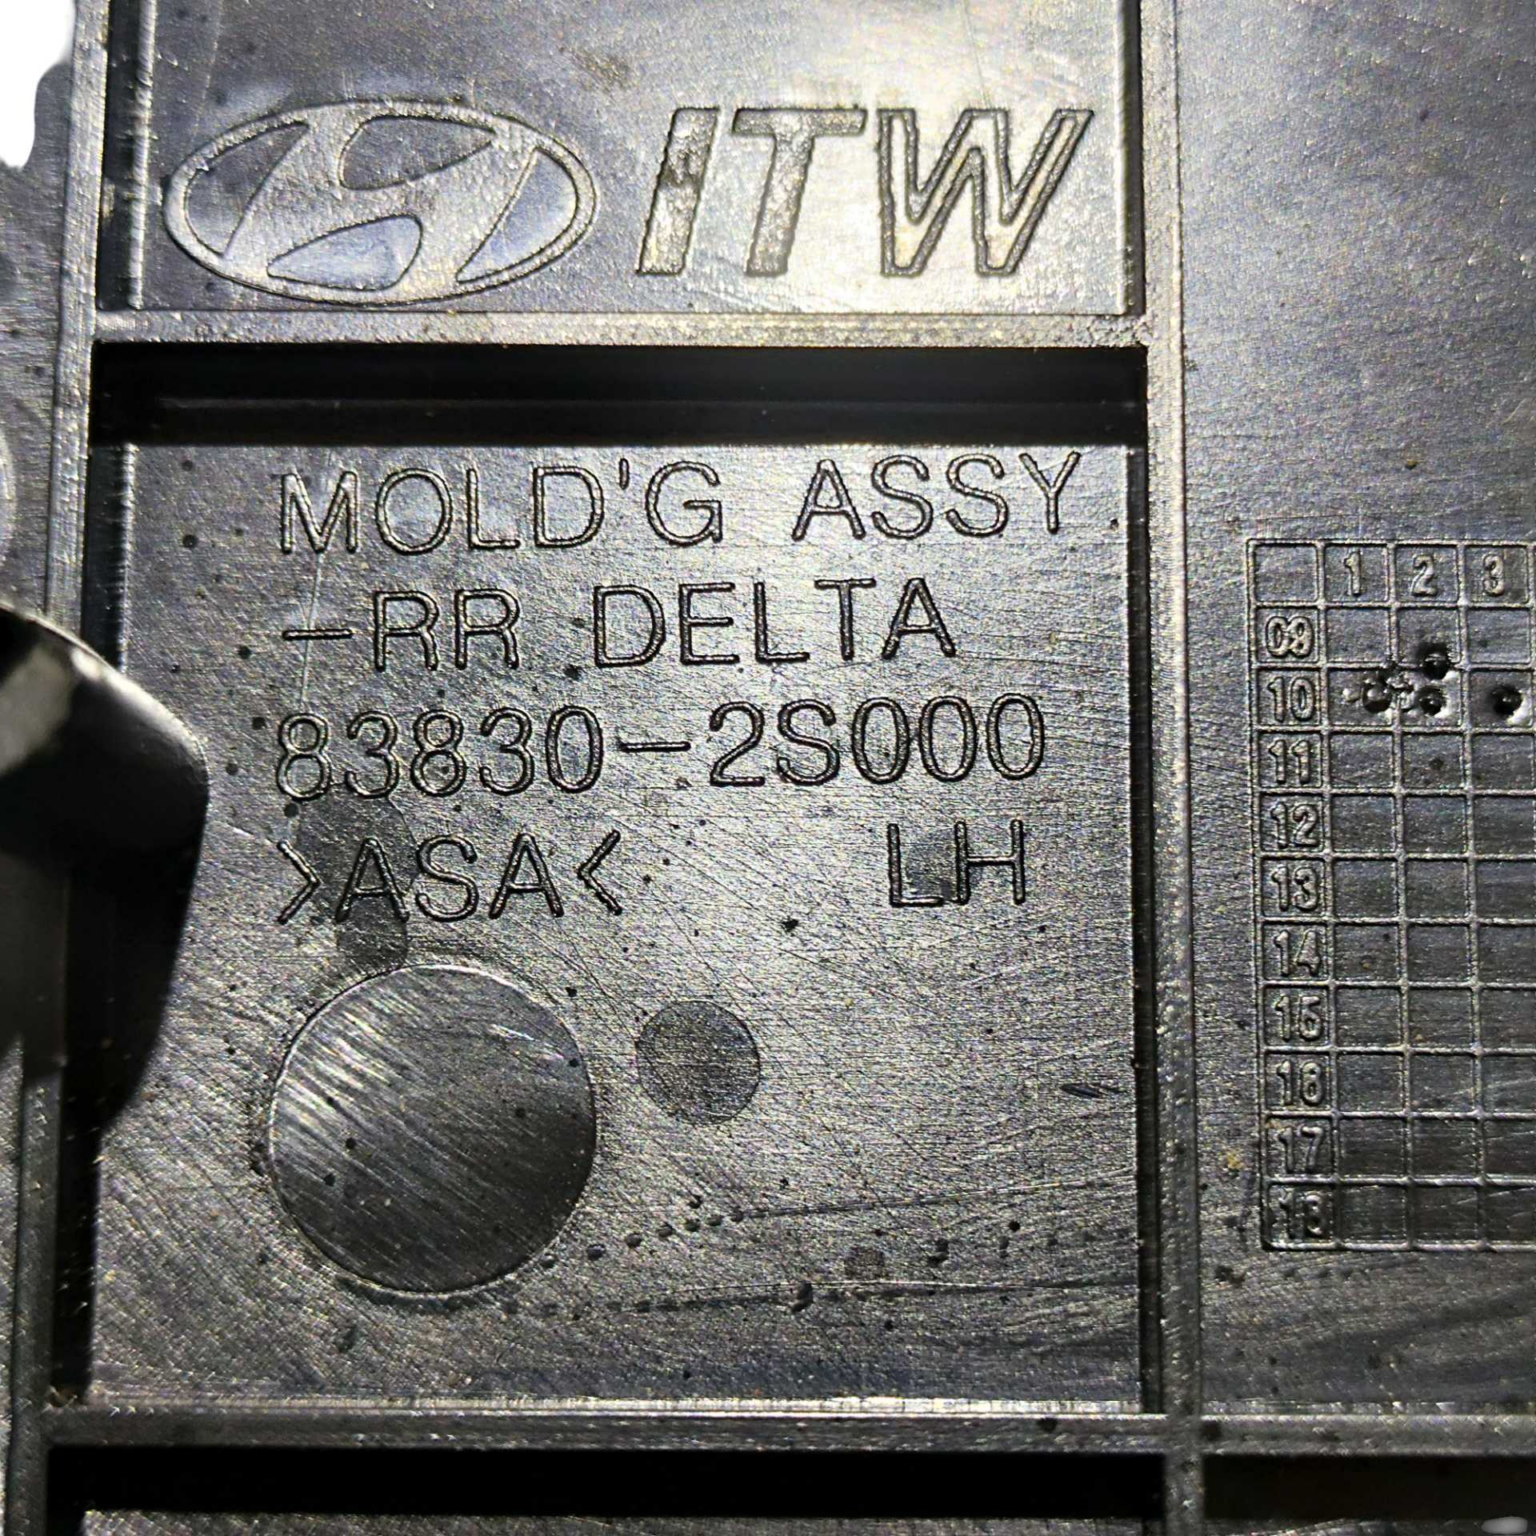 ITW
MOLD'G ASSY
-RR DELTA
83830-2S000
>ASA< LH
1 2 3
09
10
11
12
13
14
15
16
17
18